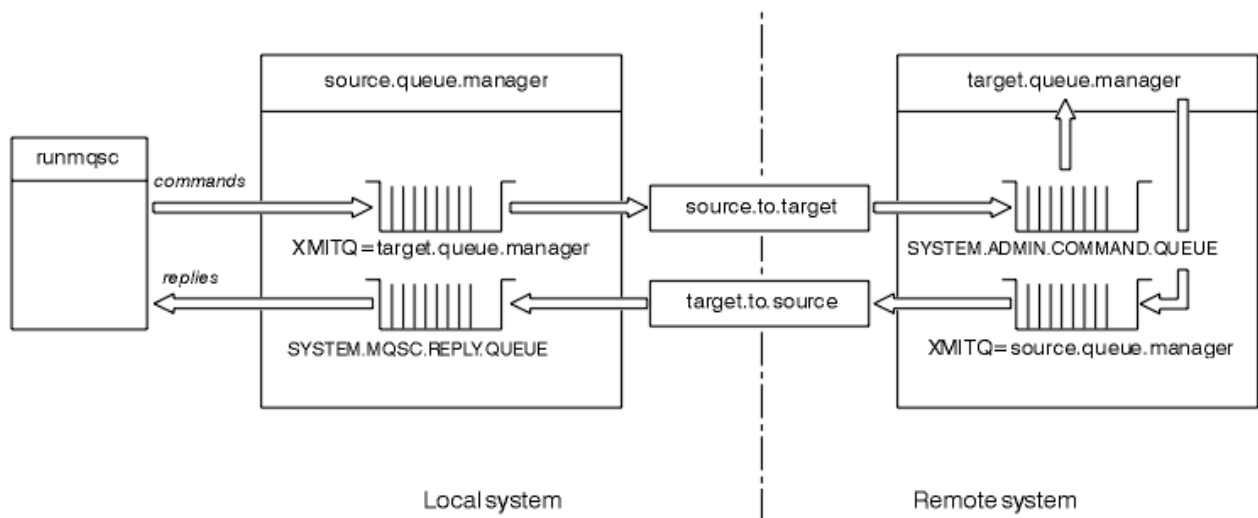 source.queue.manager
target.queue.manager
runmqsc
commands
source.to.target
XMITQ=target.queue.manager
SYSTEM.ADMIN.COMMAND.QUEUE
replies
target.to.source
SYSTEM.MQSC.REPLY.QUEUE
XMITQ=source.queue.manager
Local system
Remote system